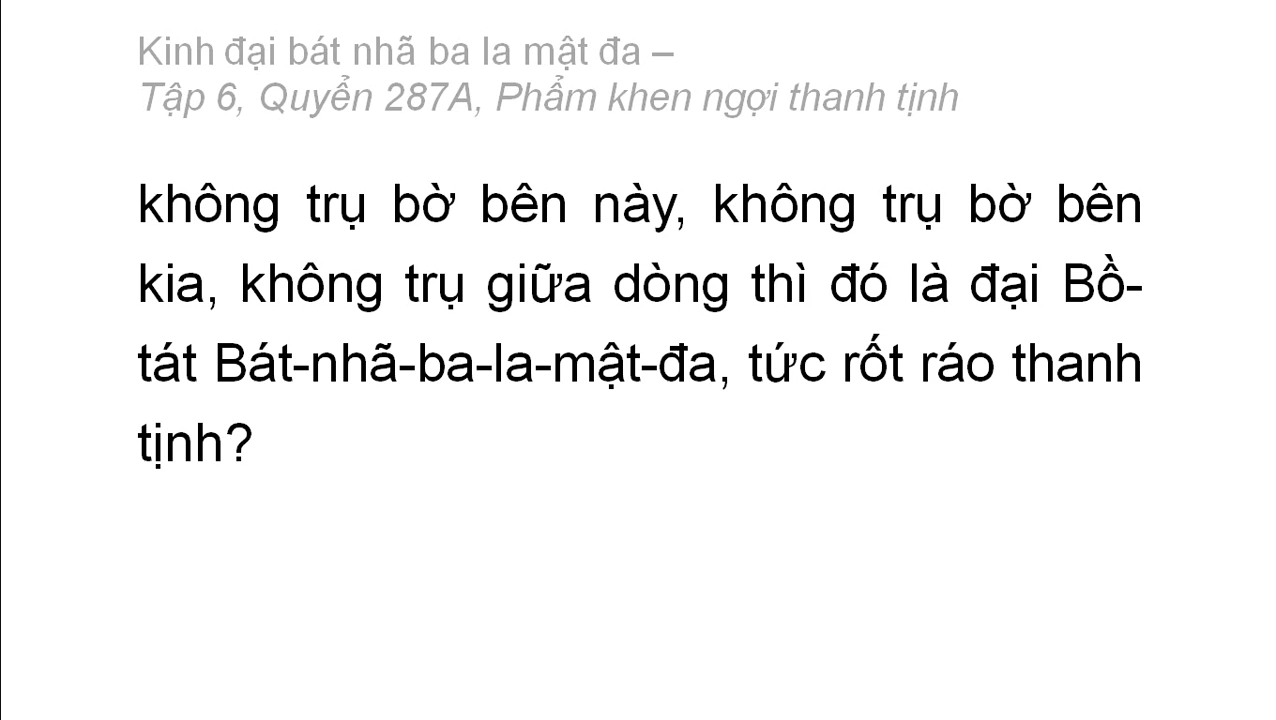 Kinh đại bát nhã ba la mật đa –
Tập 6, Quyển 287A, Phẩm khen ngợi thanh tịnh
không trụ bờ bên này, không trụ bờ bên
kia, không trụ giữa dòng thì đó là đại Bồ-
tát Bát-nhã-ba-la-mật-đa, tức rốt ráo thanh
tịnh?